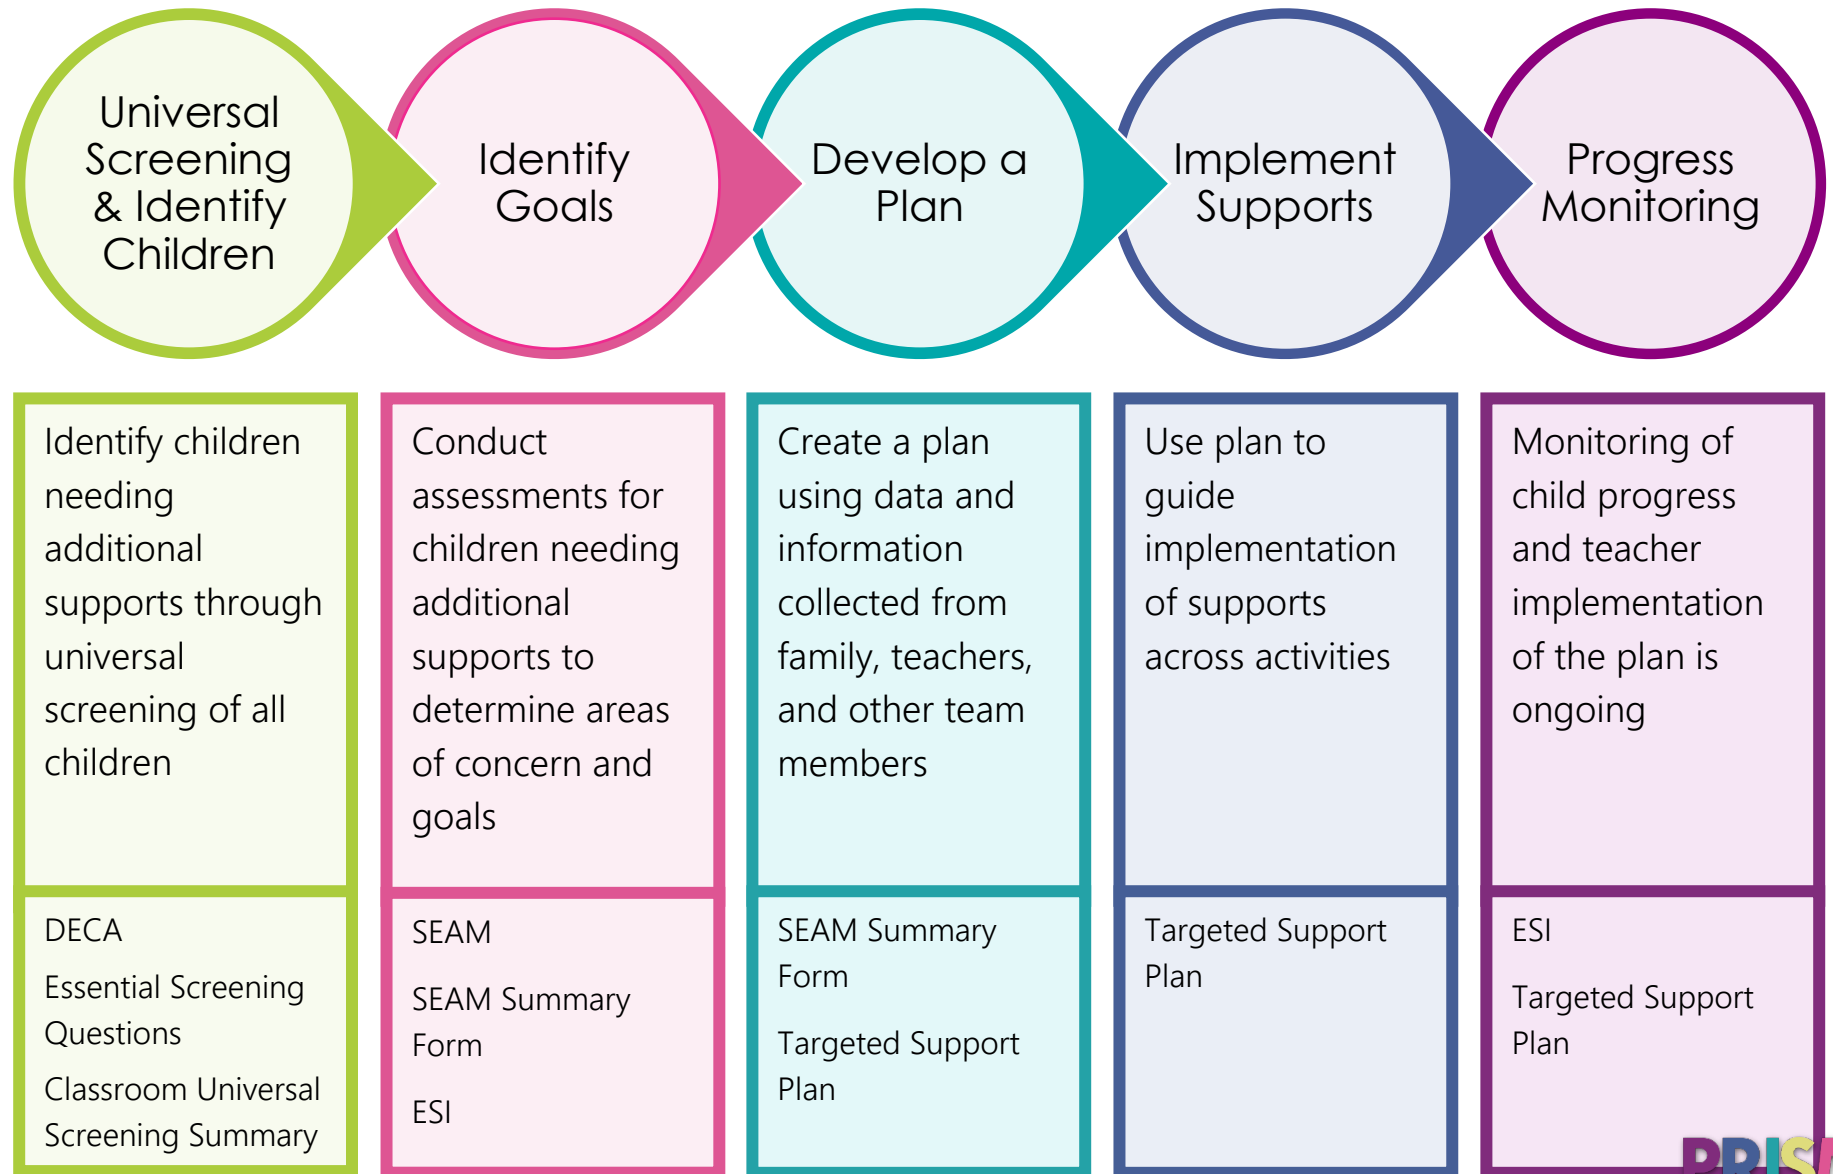 Universal
Screening
& Identify
Children
Identify
Goals
Develop a
Plan
Implement
Supports
Progress
Monitoring
Identify children
needing
additional
supports through
universal
screening of all
children
Conduct
assessments for
children needing
additional
supports to
determine areas
of concern and
goals
Create a plan
using data and
information
collected from
family, teachers,
and other team
members
Use plan to
guide
implementation
of supports
across activities
Monitoring of
child progress
and teacher
implementation
of the plan is
ongoing
DECA
Essential Screening
Questions
Classroom Universal
Screening Summary
SEAM
SEAM Summary
Form
ESI
SEAM Summary
Form
Targeted Support
Plan
Targeted Support
Plan
ESI
Targeted Support
Plan